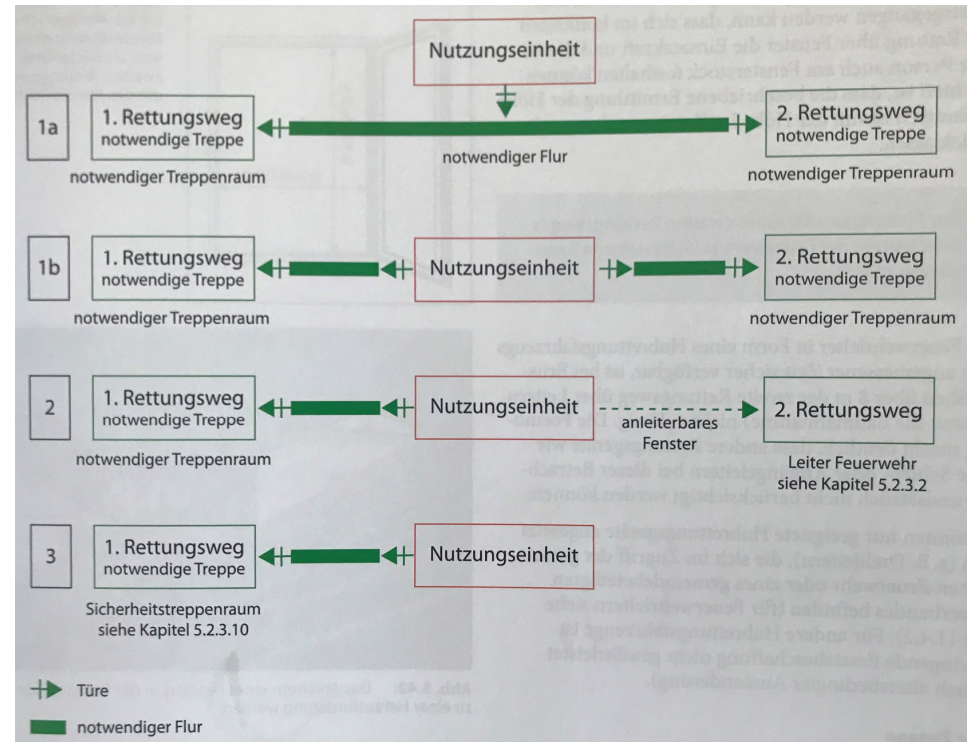 Nutzungseinheit
1a
1. Rettungsweg
notwendige Treppe
notwendiger Treppenraum
notwendiger Flur
2. Rettungsweg
notwendige Treppe
notwendiger Treppenraum
1b
1. Rettungsweg
notwendige Treppe
notwendiger Treppenraum
Nutzungseinheit
2. Rettungsweg
notwendige Treppe
notwendiger Treppenraum
2
1. Rettungsweg
notwendige Treppe
notwendiger Treppenraum
Nutzungseinheit
anleiterbares
Fenster
2. Rettungsweg
Leiter Feuerwehr
siehe Kapitel 5.2.3.2
3
1. Rettungsweg
notwendige Treppe
Sicherheitstreppenraum
siehe Kapitel 5.2.3.10
Nutzungseinheit
Türe
notwendiger Flur